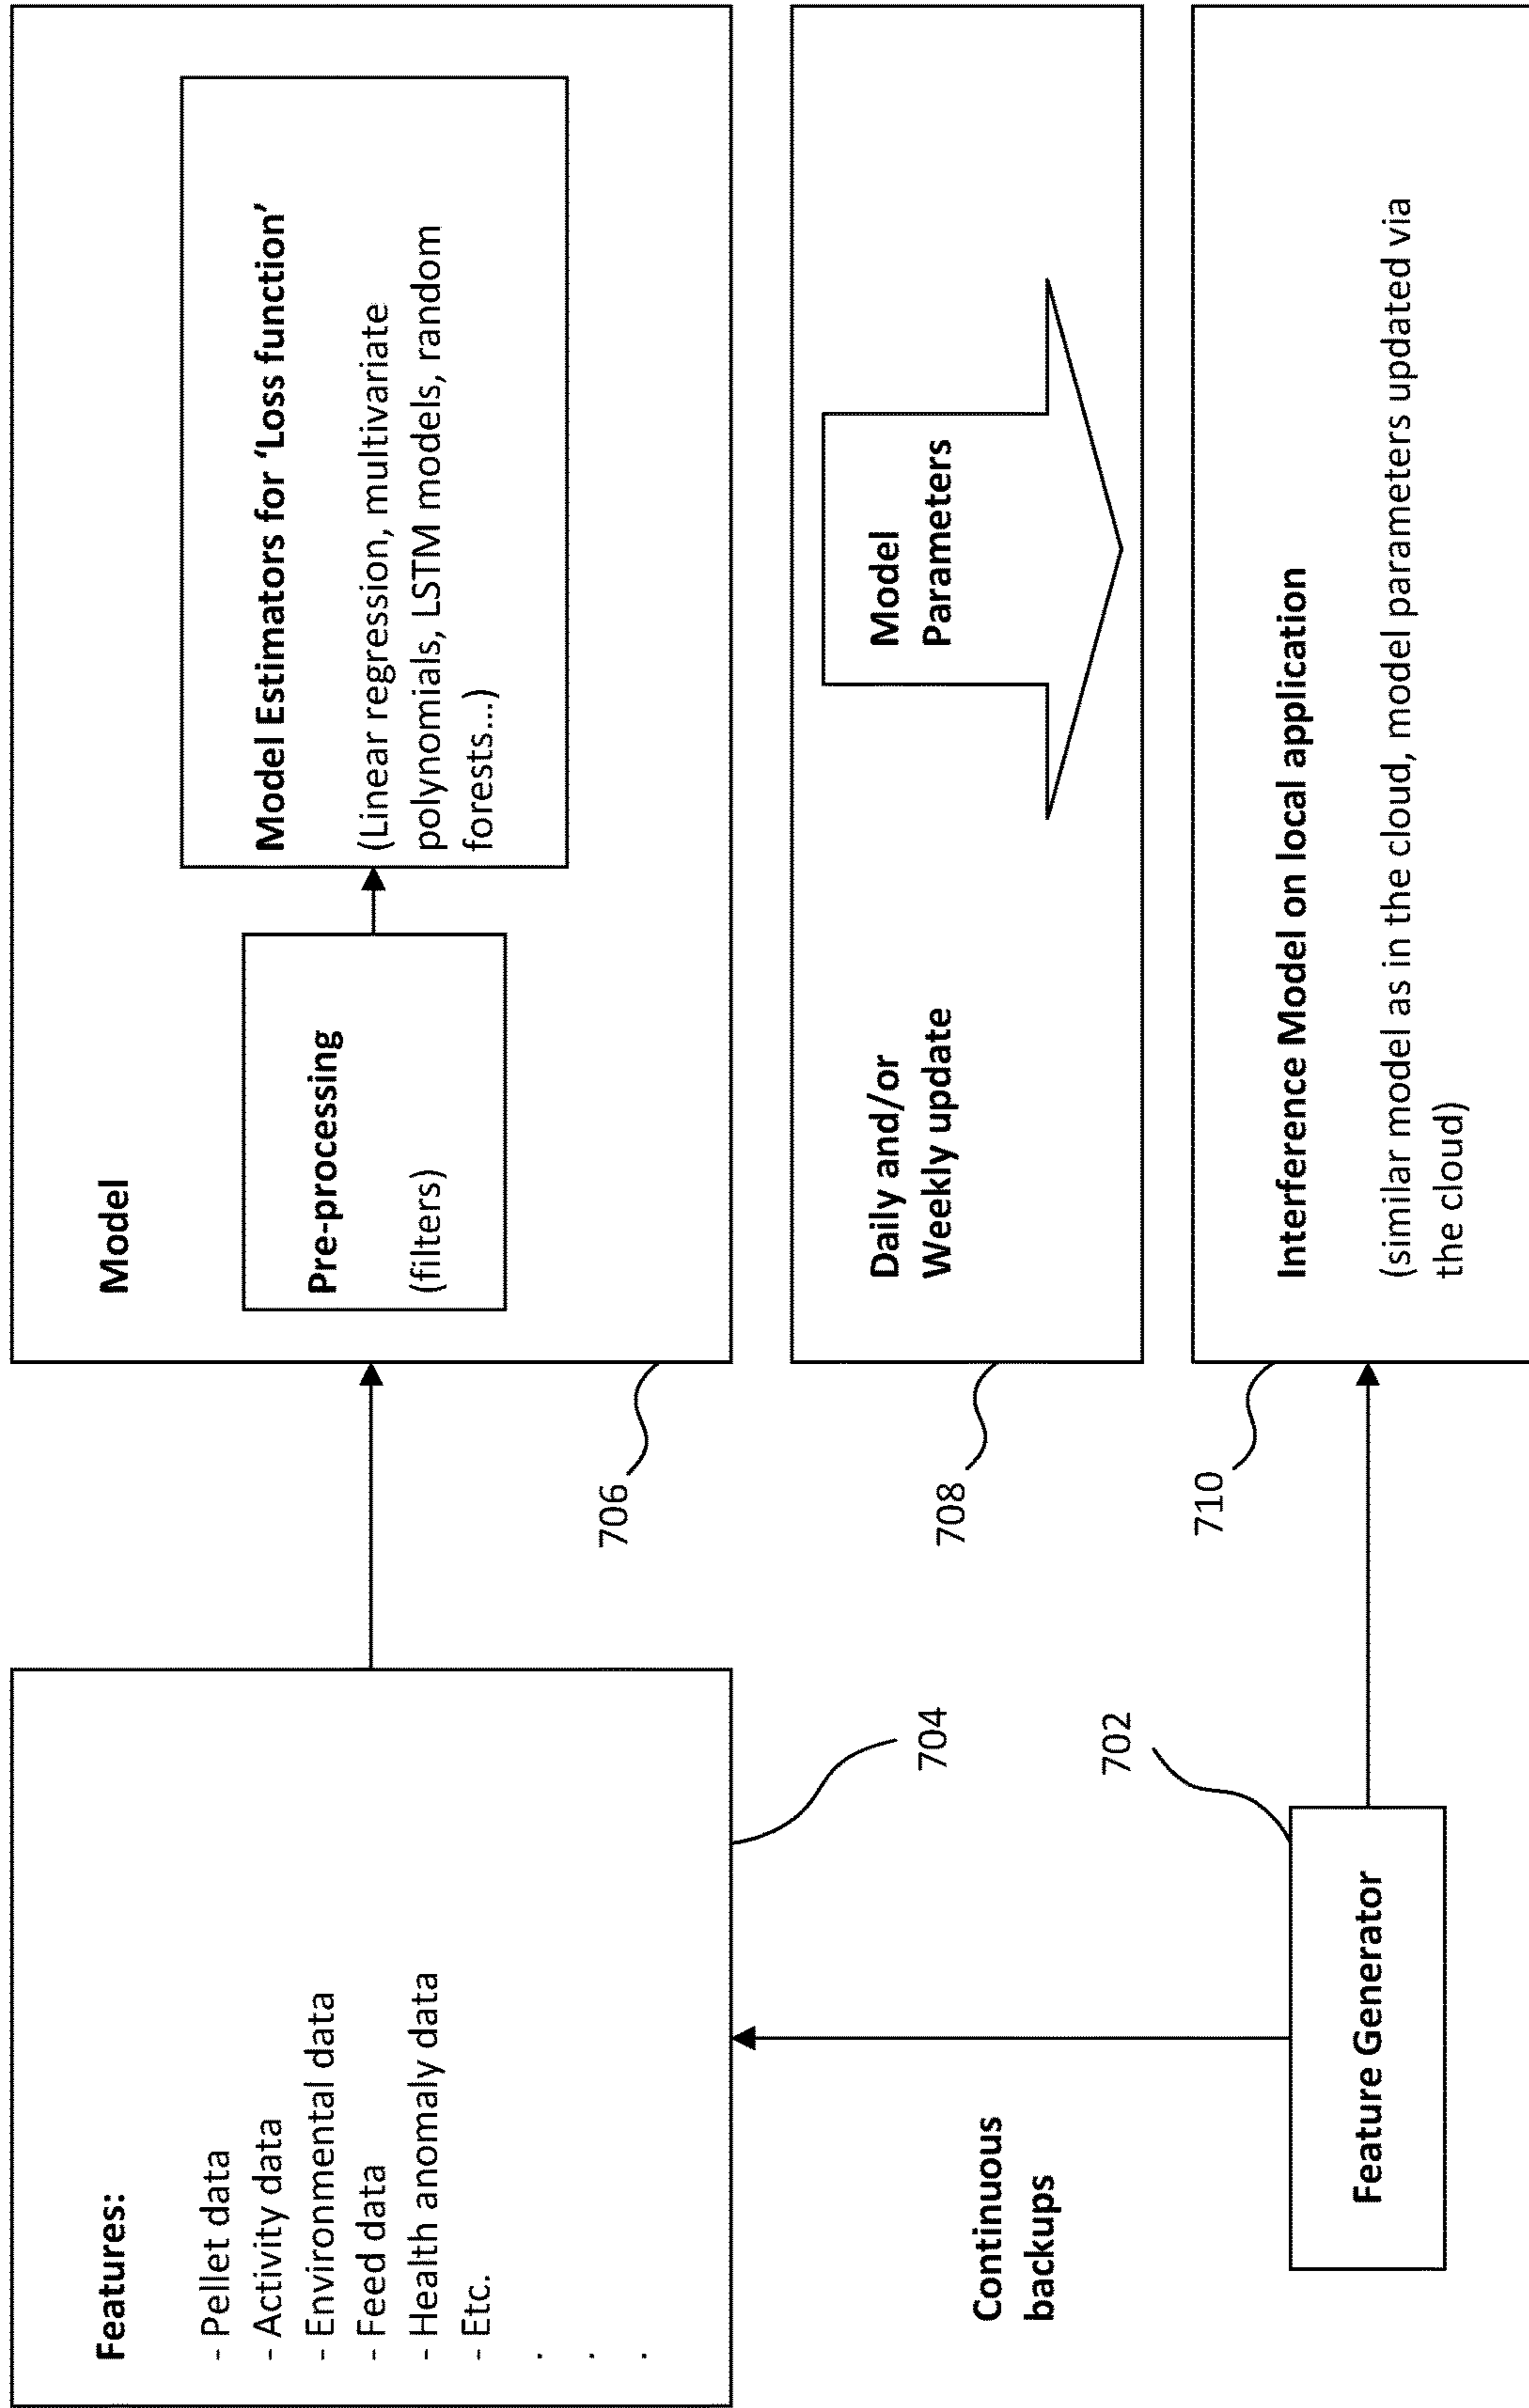 Features:
- Pellet data
- Activity data
- Environmental data
- Feed data
- Health anomaly data
- Etc.
.
.
.
704
Continuous
backups
702
Feature Generator
Model
Pre-processing
(filters)
Model Estimators for ‘Loss function’
(Linear regression, multivariate
polynomials, LSTM models, random
forests...)
706
Daily and/or
Weekly update
Model
Parameters
708
Interference Model on local application
(similar model as in the cloud, model parameters updated via
the cloud)
710